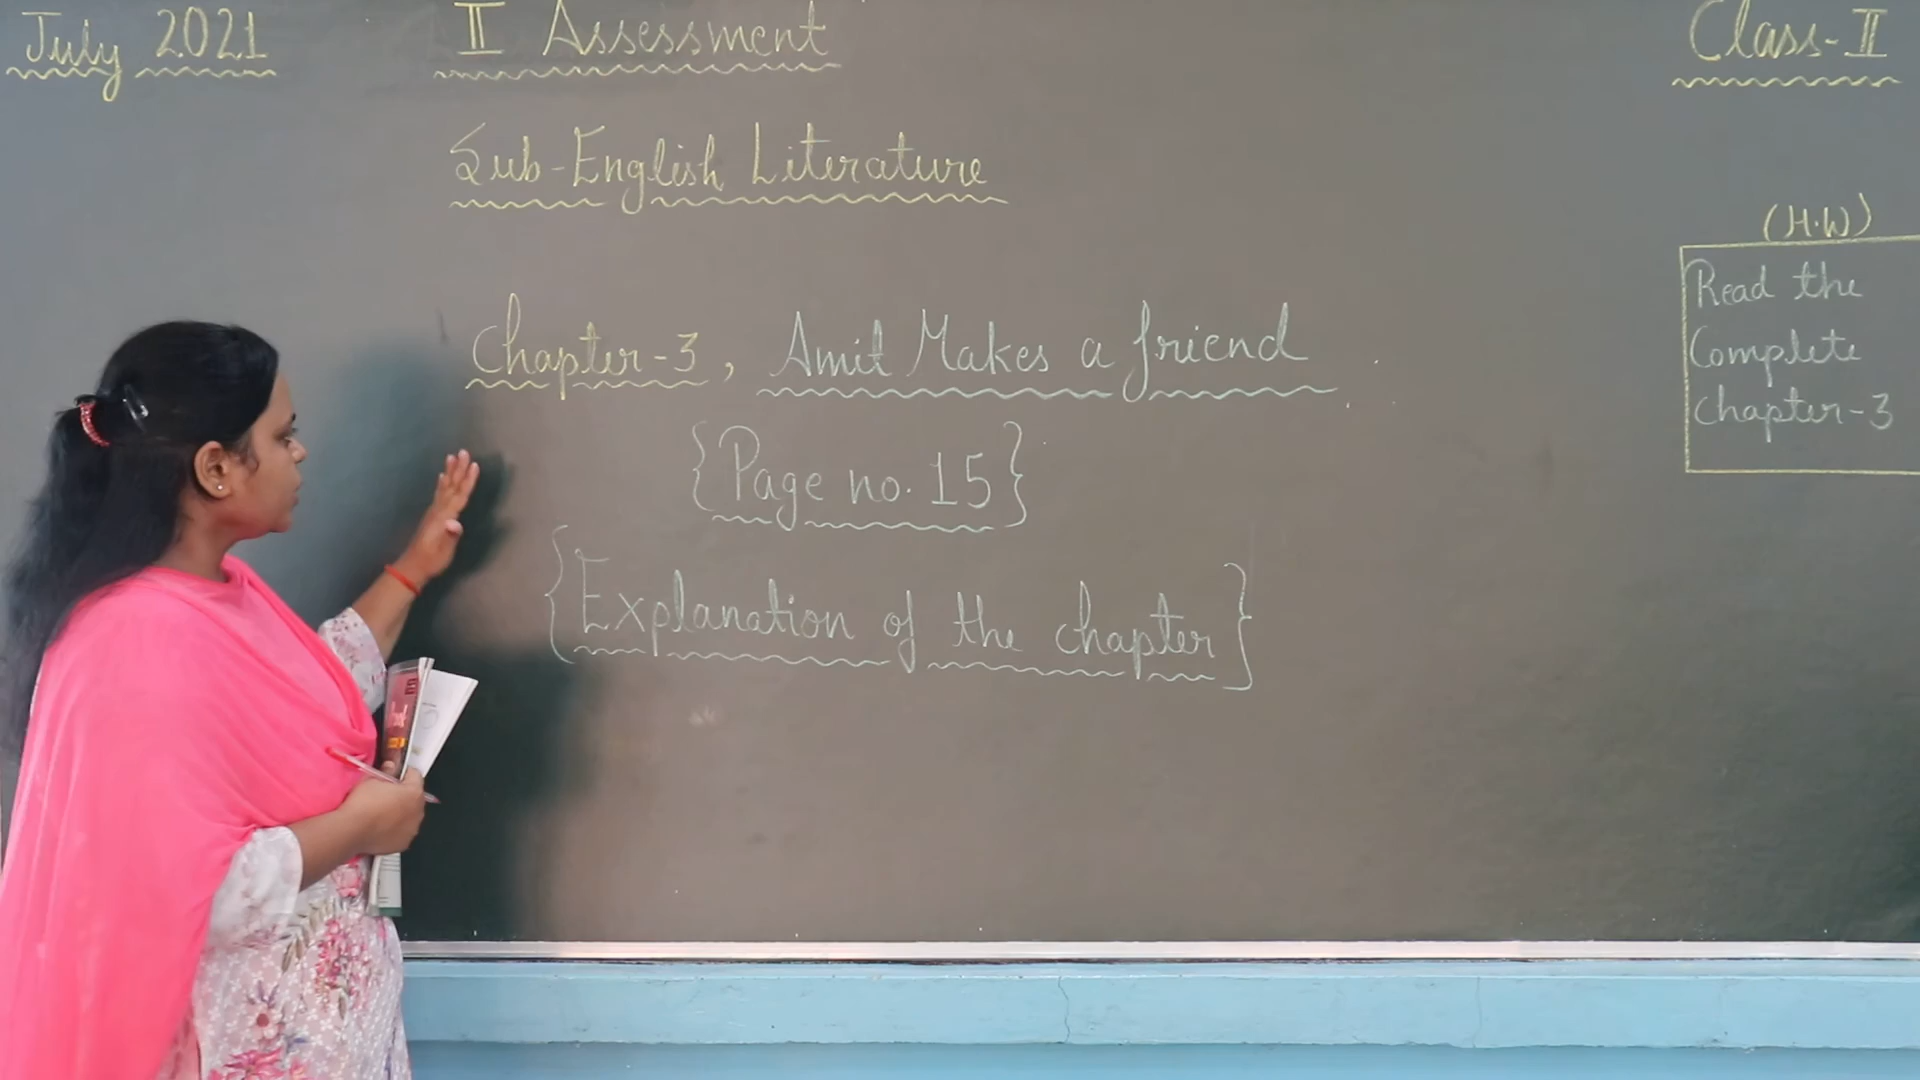 July 2021
II Assessment
Class-II
Sub-English Literature
(H.W)
Read the
Complete
chapter-3
Chapter-3, Amit Makes a friend
{Page no. 15}
{Explanation of the chapter}